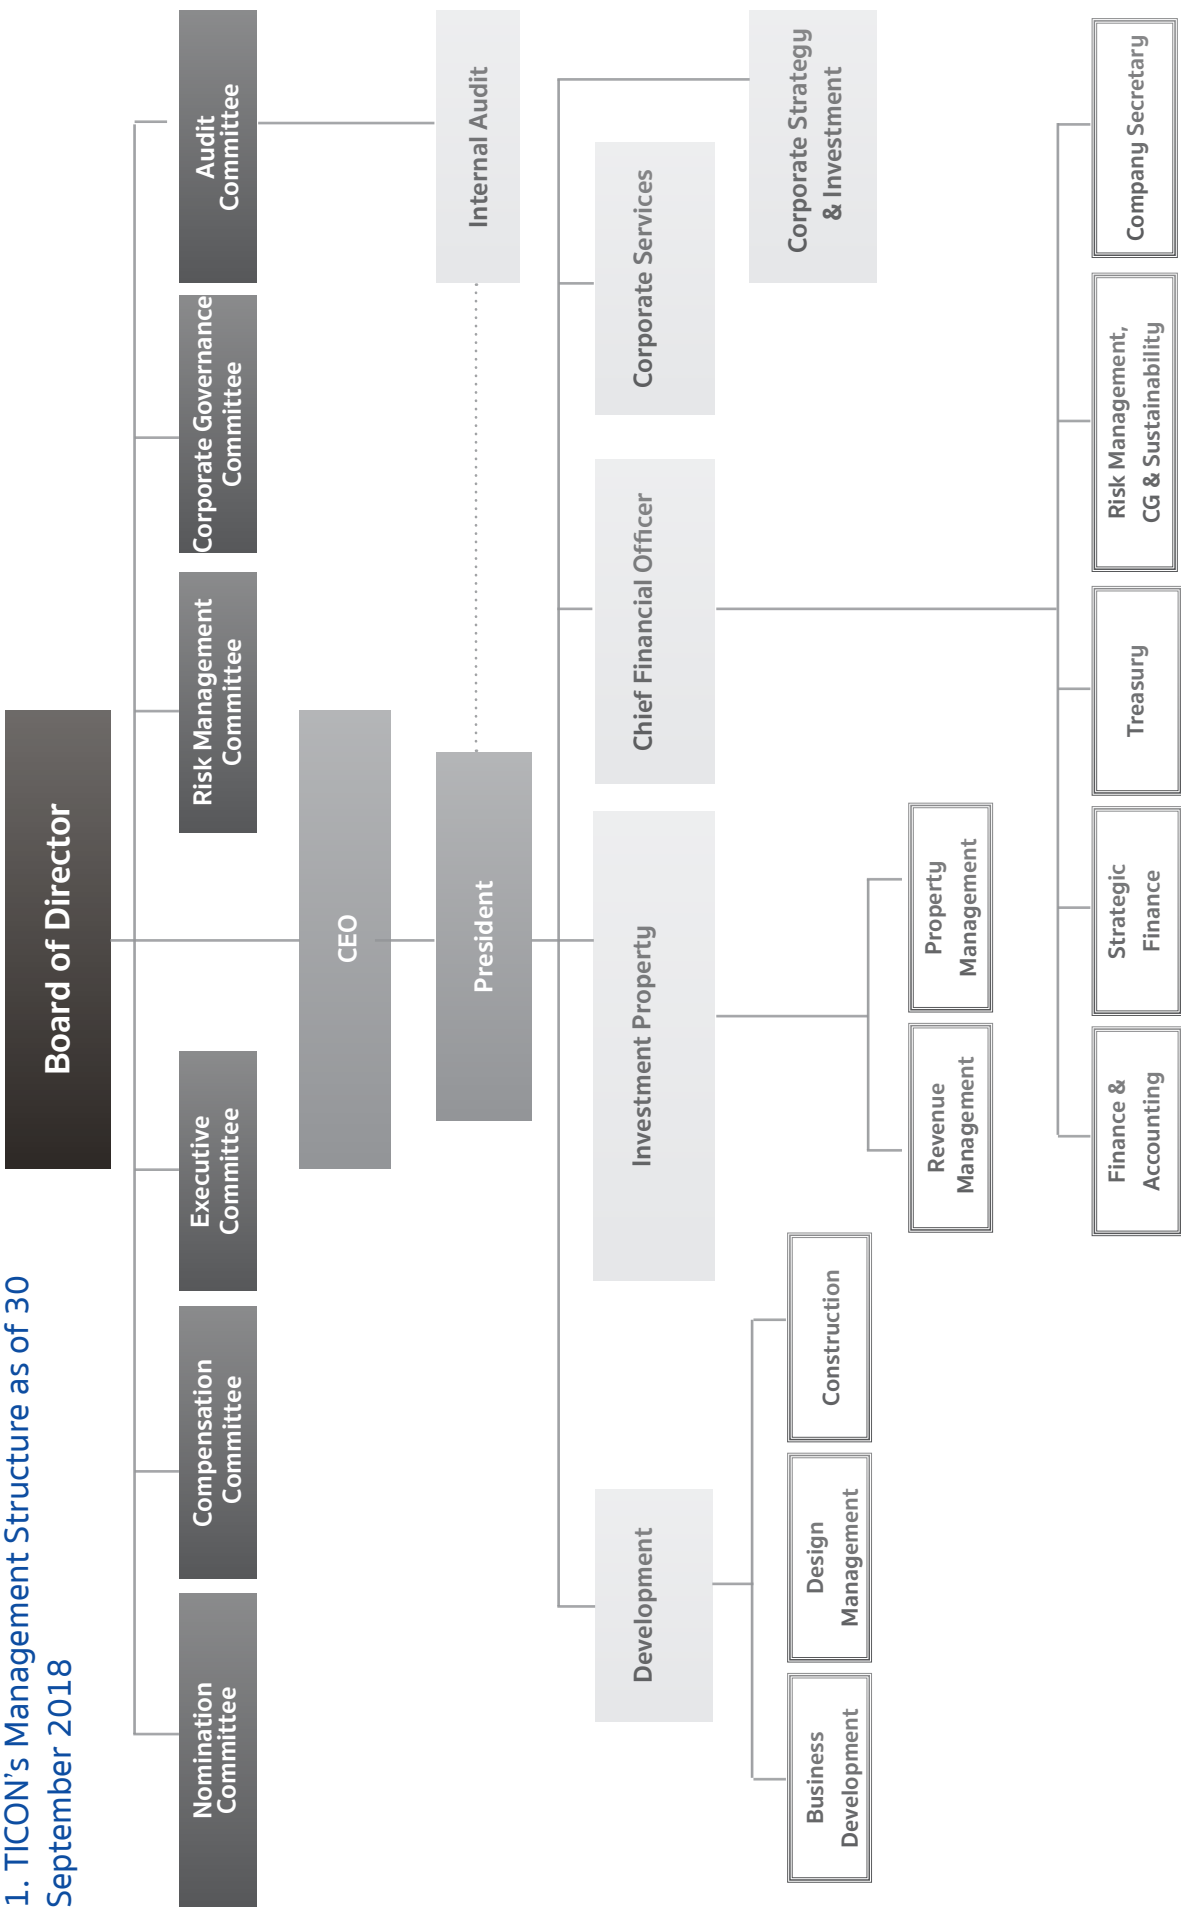 1. TICON's Management Structure as of 30
September 2018
Board of Director
Nomination
Committee
Compensation
Committee
Executive
Committee
Risk Management
Committee
Corporate Governance
Committee
Audit
Committee
CEO
President
Internal Audit
Development
Investment Property
Chief Financial Officer
Corporate Services
Corporate Strategy
& Investment
Business
Development
Design
Management
Construction
Revenue
Management
Property
Management
Finance &
Accounting
Strategic
Finance
Treasury
Risk Management,
CG & Sustainability
Company Secretary